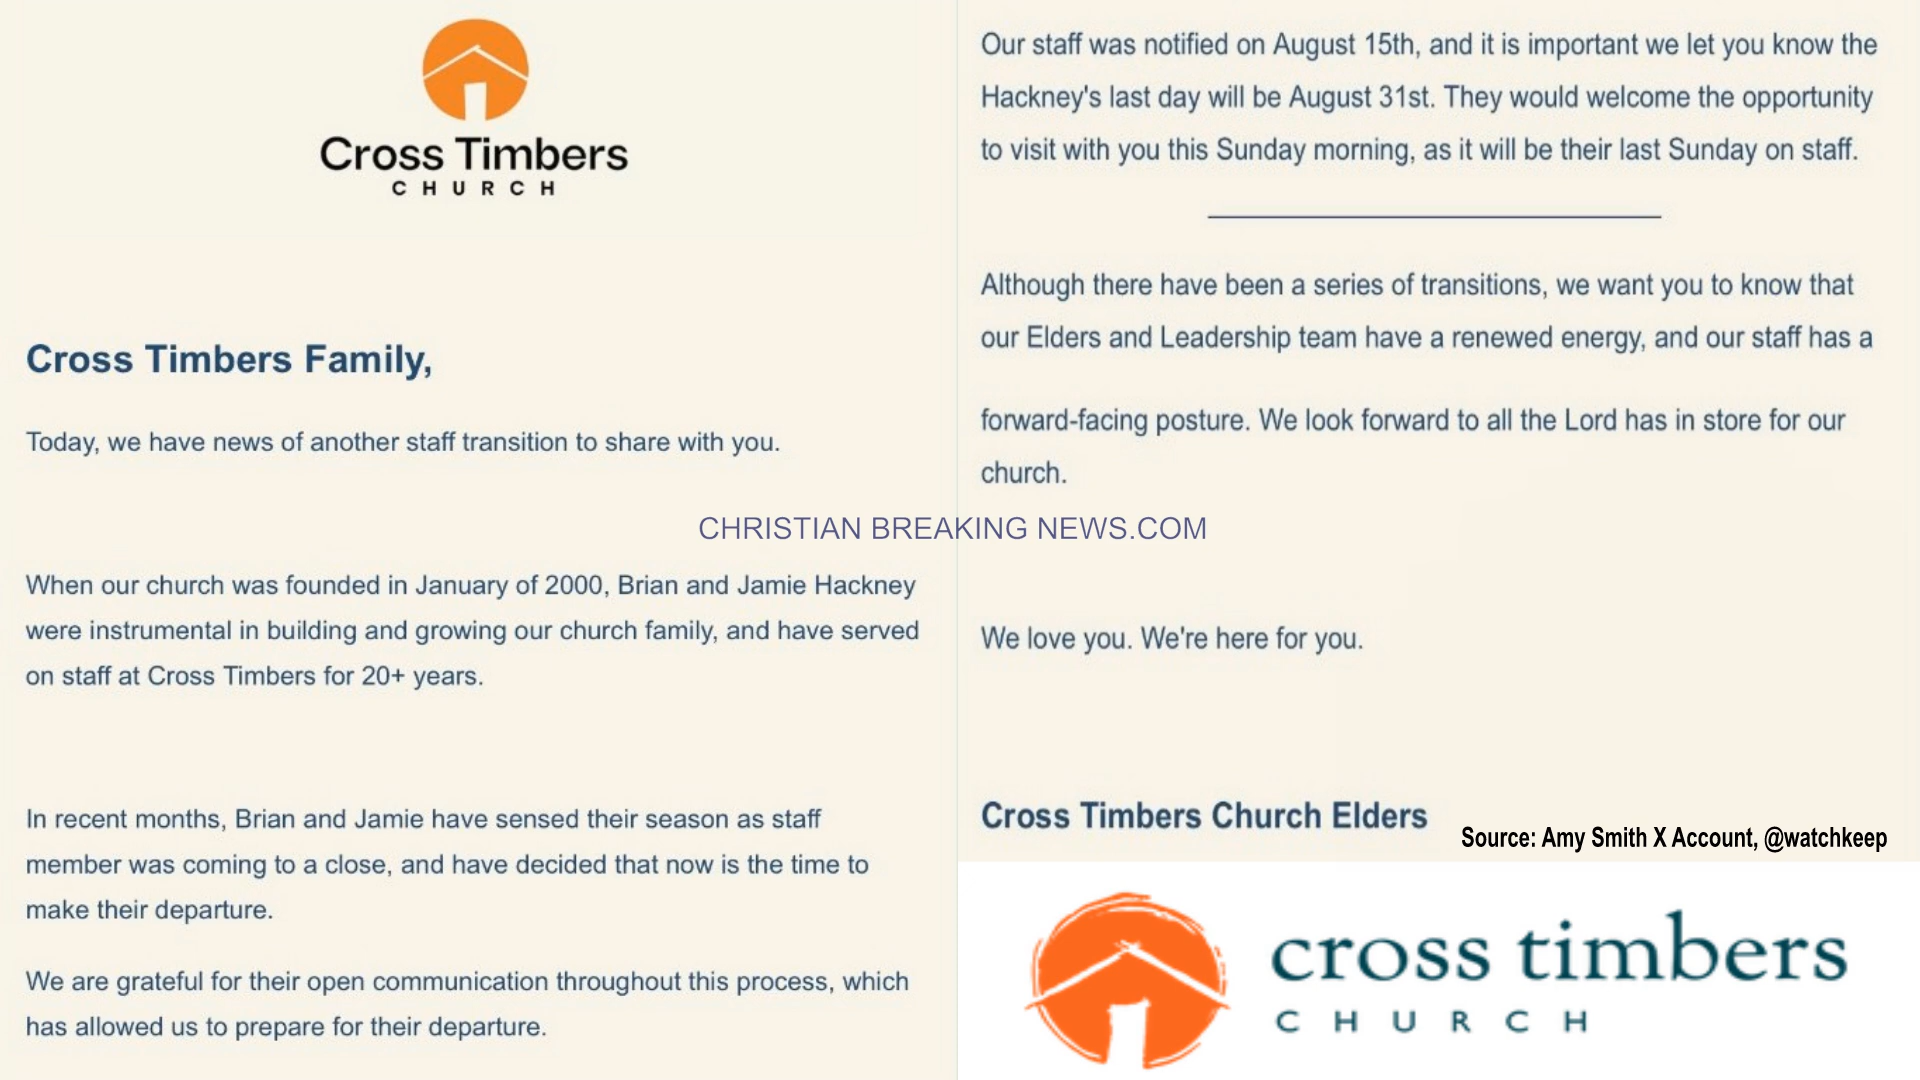 Cross Timbers
CHURCH
Cross Timbers Family,
Today, we have news of another staff transition to share with you.
When our church was founded in January of 2000, Brian and Jamie Hackney
were instrumental in building and growing our church family, and have served
on staff at Cross Timbers for 20+ years.
In recent months, Brian and Jamie have sensed their season as staff
member was coming to a close, and have decided that now is the time to
make their departure.
We are grateful for their open communication throughout this process, which
has allowed us to prepare for their departure.
Our staff was notified on August 15th, and it is important we let you know the
Hackney's last day will be August 31st. They would welcome the opportunity
to visit with you this Sunday morning, as it will be their last Sunday on staff.
Although there have been a series of transitions, we want you to know that
our Elders and Leadership team have a renewed energy, and our staff has a
forward-facing posture. We look forward to all the Lord has in store for our
church.
CHRISTIAN BREAKING NEWS.COM
We love you. We're here for you.
Cross Timbers Church Elders
Source: Amy Smith X Account, @watchkeep
cross timbers
CHURCH